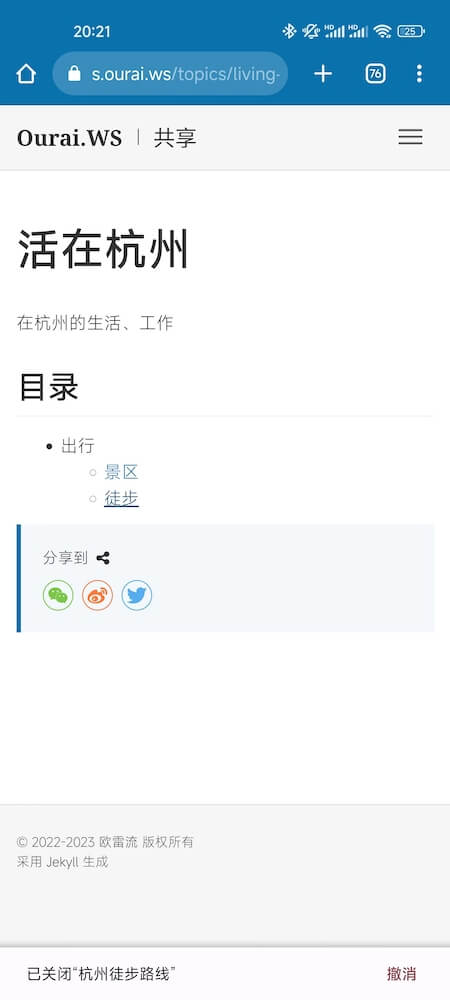 20:21
HD HD 25
s.ourai.ws/topics/living-
76
Ourai.WS | 共享
活在杭州
在杭州的生活、工作
目录
出行
景区
徒步
分享到
© 2022-2023 欧雷流 版权所有
采用 Jekyll 生成
已关闭“杭州徒步路线” 撤消